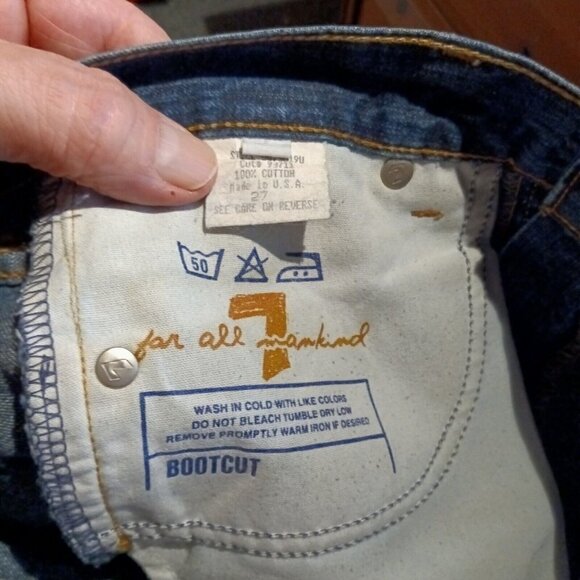 100% COTTON
Made in U.S.A.
27
SEE CARE ON REVERSE
50
7
for all mankind
WASH IN COLD WITH LIKE COLORS
DO NOT BLEACH TUMBLE DRY LOW
REMOVE PROMPTLY WARM IRON IF DESIRED
BOOTCUT